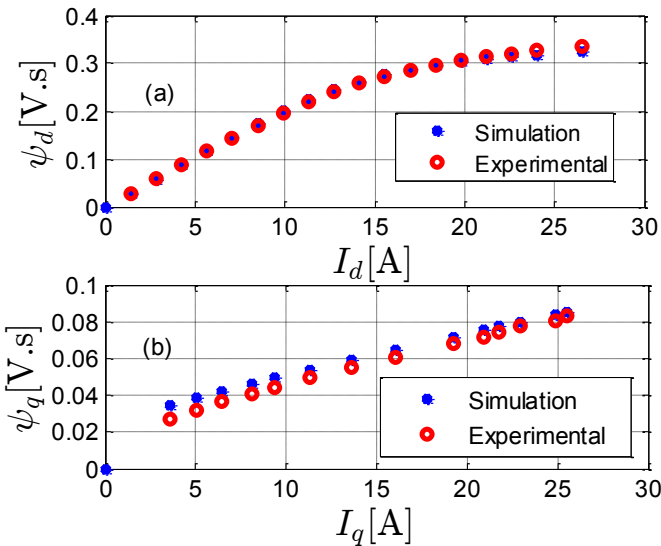 0.4
0.3
0.2
0.1
0
ψd[V.s]
(a)
Simulation
Experimental
0 5 10 15 20 25 30
Id[A]
0.1
0.08
0.06
0.04
0.02
0
ψq[V.s]
(b)
Simulation
Experimental
0 5 10 15 20 25 30
Iq[A]